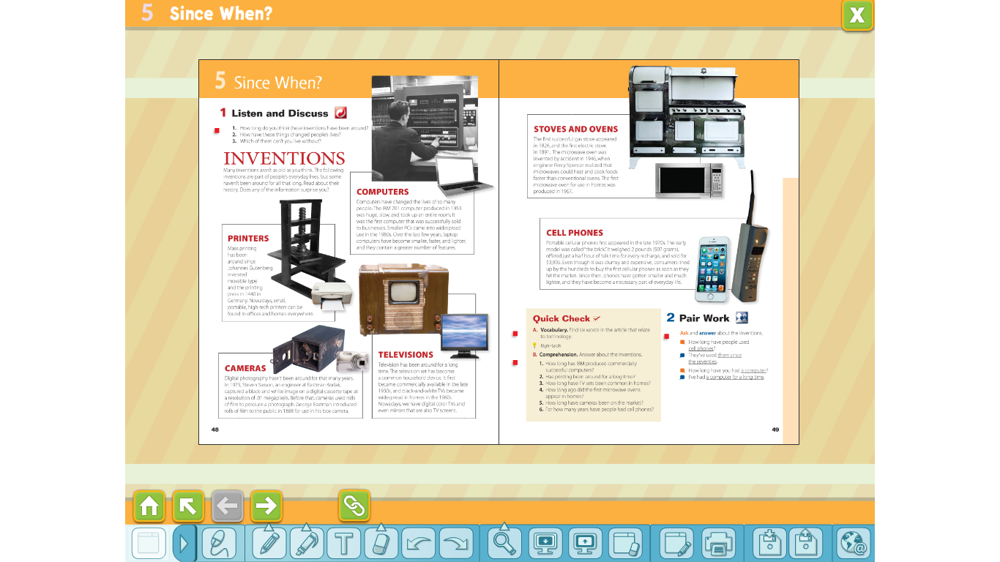 5 Since When?
X
5 Since When?
1 Listen and Discuss
1. How long do you think these inventions have been around?
2. How have these things changed people's lives?
3. Which of them can't you live without?
INVENTIONS
Many inventions aren't as old as you think. The following
inventions are part of people's everyday lives, but some
haven't been around for all that long. Read about their
history. Does any of the information surprise you?
COMPUTERS
Computers have changed the lives of so many
people. The IBM 701 computer produced in 1953
was huge, slow, and took up an entire room. It
was the first computer that was successfully sold
to businesses. Smaller PCs came into widespread
use in the 1980s. Over the last few years, laptop
computers have become smaller, faster, and lighter,
and they contain a greater number of features.
PRINTERS
Mass printing
has been
around since
Johannes Gutenberg
invented
movable type
and the printing
press in 1440 in
Germany. Nowadays, small,
portable, high-tech printers can be
found in offices and homes everywhere.
CAMERAS
Digital photography hasn't been around for that many years.
In 1975, Steven Sasson, an engineer at Eastman Kodak,
captured a black-and-white image on a digital cassette tape at
a resolution of .01 megapixels. Before that, cameras used rolls
of film to produce a photograph. George Eastman introduced
rolls of film to the public in 1888 for use in his box camera.
TELEVISIONS
Television has been around for a long
time. The television set has become
a common household device. It first
became commercially available in the late
1930s, and black-and-white TVs became
widespread in homes in the 1960s.
Nowadays, we have digital color TVs and
even mirrors that are also TV screens.
48
STOVES AND OVENS
The first successful gas stove appeared
in 1826, and the first electric stove
in 1891. The microwave oven was
invented by accident in 1946, when
engineer Percy Spencer realized that
microwaves could heat and cook foods
faster than conventional ovens. The first
microwave oven for use in homes was
produced in 1967.
CELL PHONES
Portable cellular phones first appeared in the late 1970s. The early
model was called "the brick." It weighed 2 pounds (907 grams),
offered just a half hour of talk time for every recharge, and sold for
$3,995. Even though it was clumsy and expensive, consumers lined
up by the hundreds to buy the first cellular phones as soon as they
hit the market. Since then, phones have gotten smaller and much
lighter, and they have become a necessary part of everyday life.
Quick Check
A. Vocabulary. Find six words in the article that relate
to technology.
high-tech
B. Comprehension. Answer about the inventions.
1. How long has IBM produced commercially
successful computers?
2. Has printing been around for a long time?
3. How long have TV sets been common in homes?
4. How long ago did the first microwave ovens
appear in homes?
5. How long have cameras been on the market?
6. For how many years have people had cell phones?
2 Pair Work
Ask and answer about the inventions.
How long have people used
cell phones?
They've used them since
the seventies.
How long have you had a computer?
I've had a computer for a long time.
49
T
@